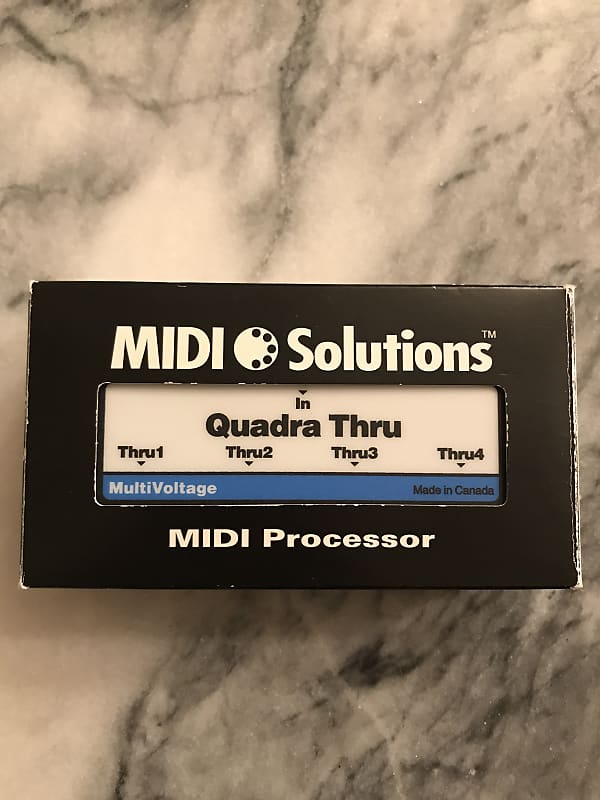 MIDI Solutions™
In
Quadra Thru
Thru1 Thru2 Thru3 Thru4
MultiVoltage Made in Canada
MIDI Processor